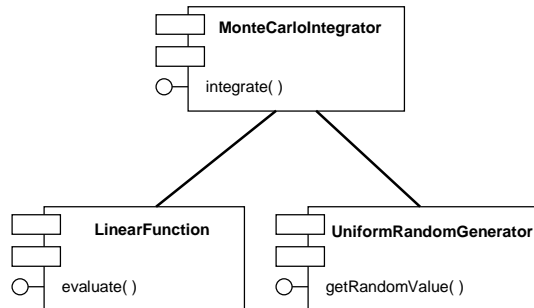 MonteCarloIntegrator
integrate( )
LinearFunction
evaluate( )
UniformRandomGenerator
getRandomValue( )